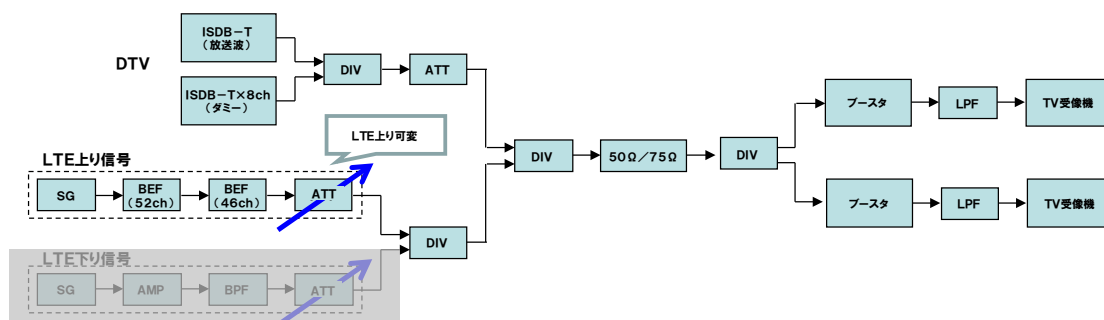 DTV
ISDB-T
(放送波)
ISDB-T×8ch
(ダミー)
DIV
ATT
LTE上り可変
LTE上り信号
SG
BEF
(52ch)
BEF
(46ch)
ATT
LTE下り信号
SG
AMP
BPF
ATT
DIV
DIV
50Ω/75Ω
DIV
ブースタ
LPF
TV受像機
ブースタ
LPF
TV受像機